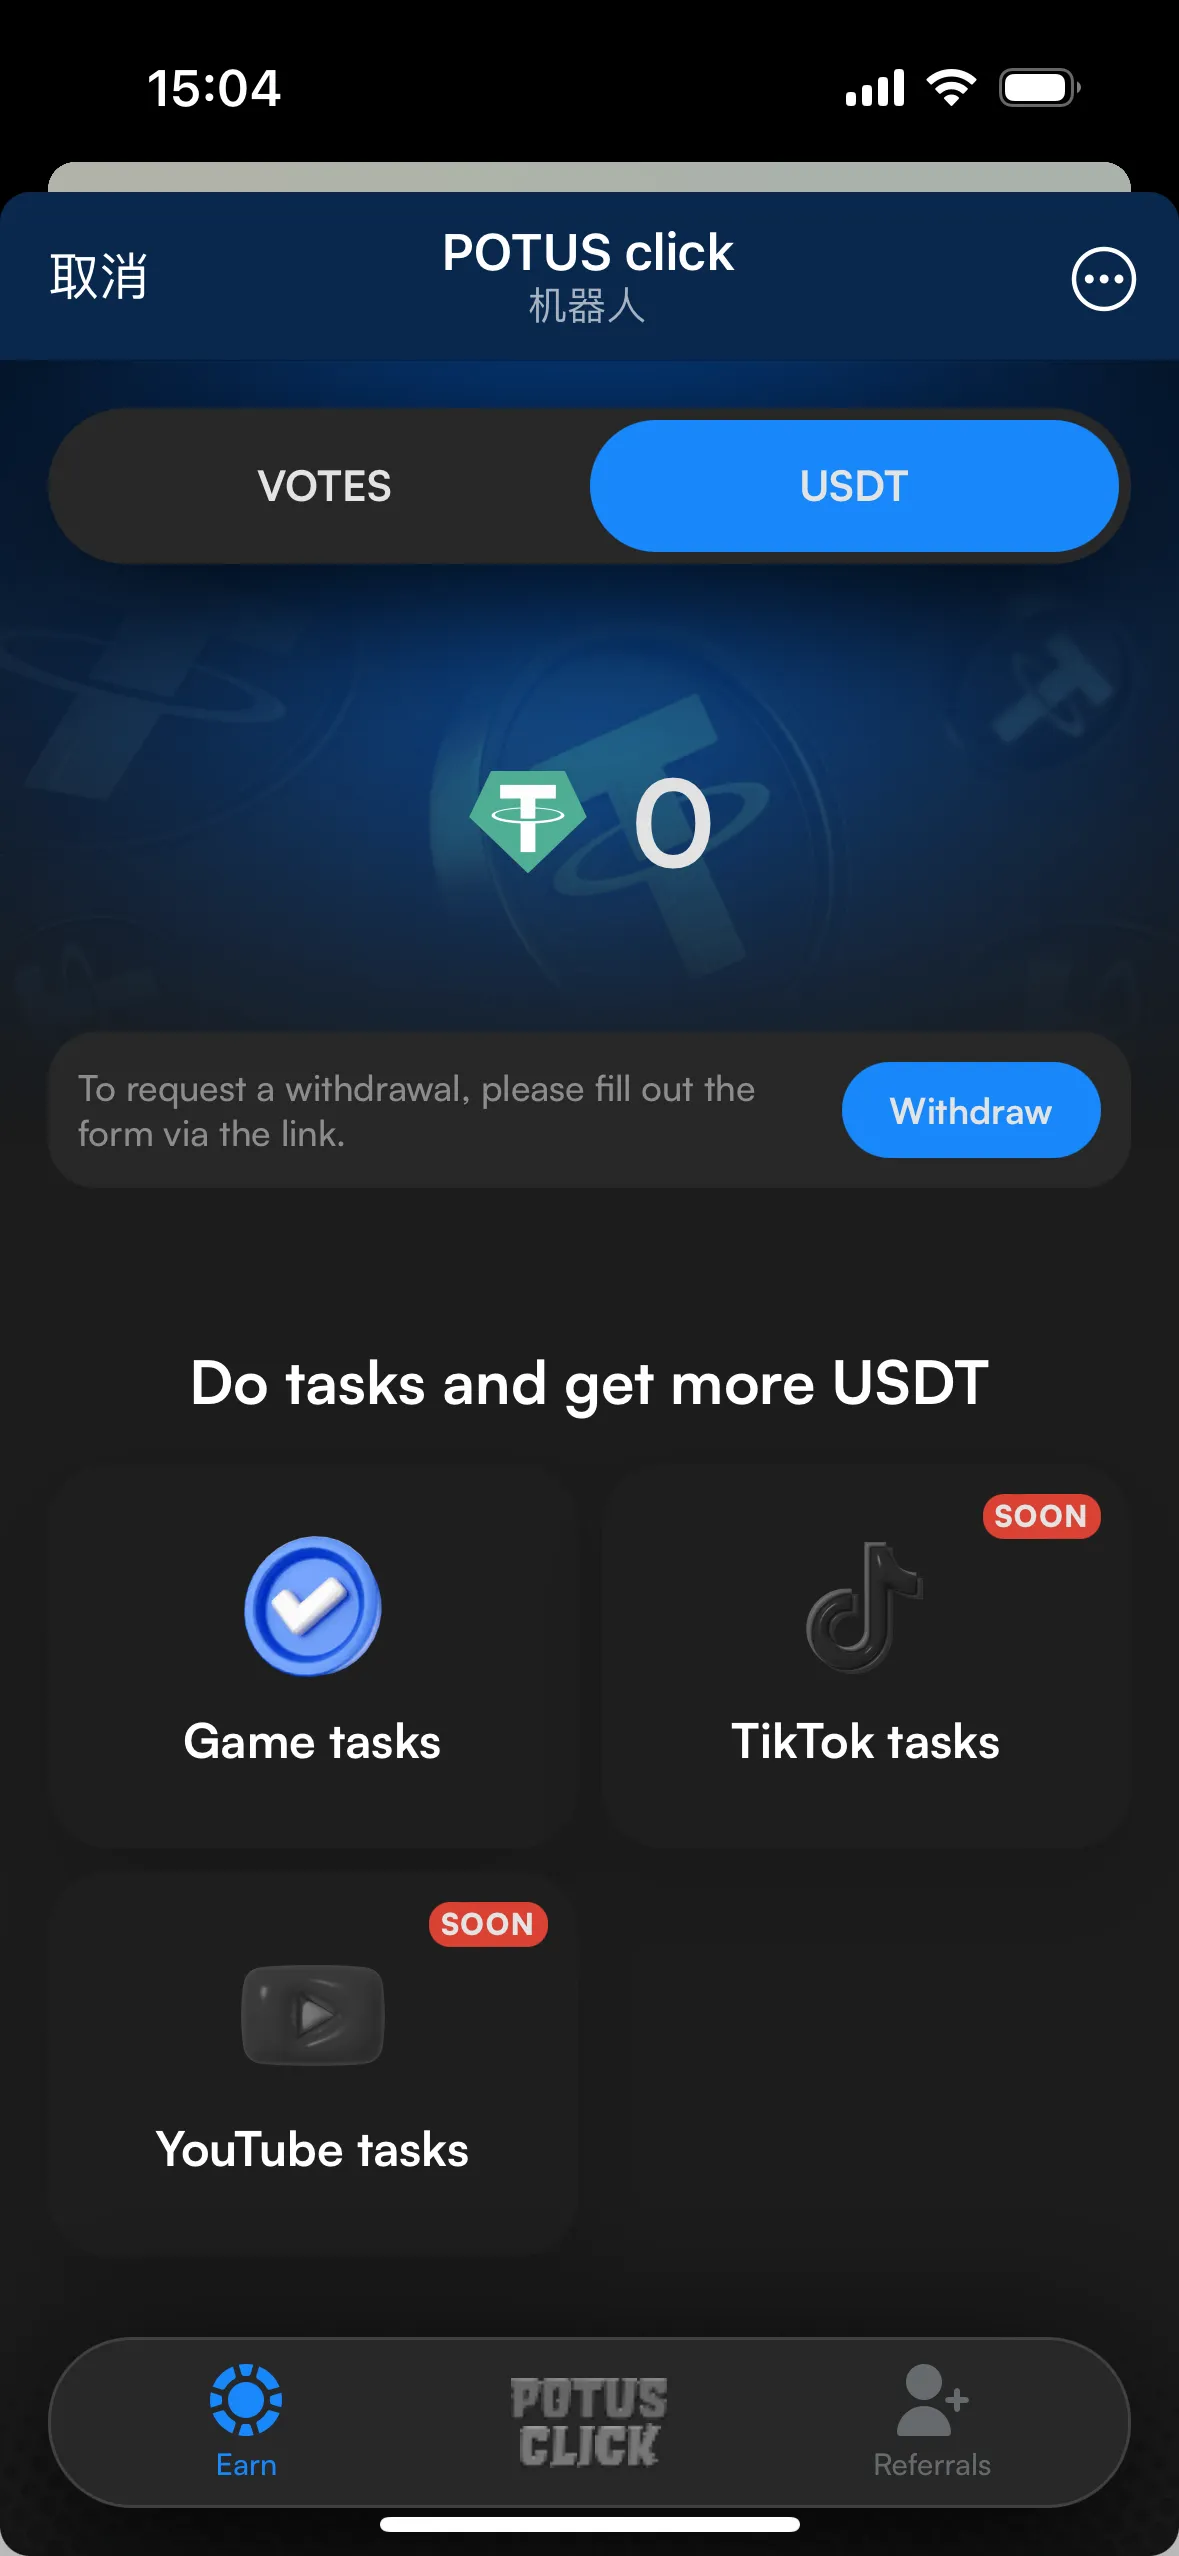 15:04
取消
POTUS click
机器人
VOTES
USDT
0
To request a withdrawal, please fill out the
form via the link.
Withdraw
Do tasks and get more USDT
Game tasks
SOON
TikTok tasks
SOON
YouTube tasks
Earn
POTUS
CLICK
Referrals